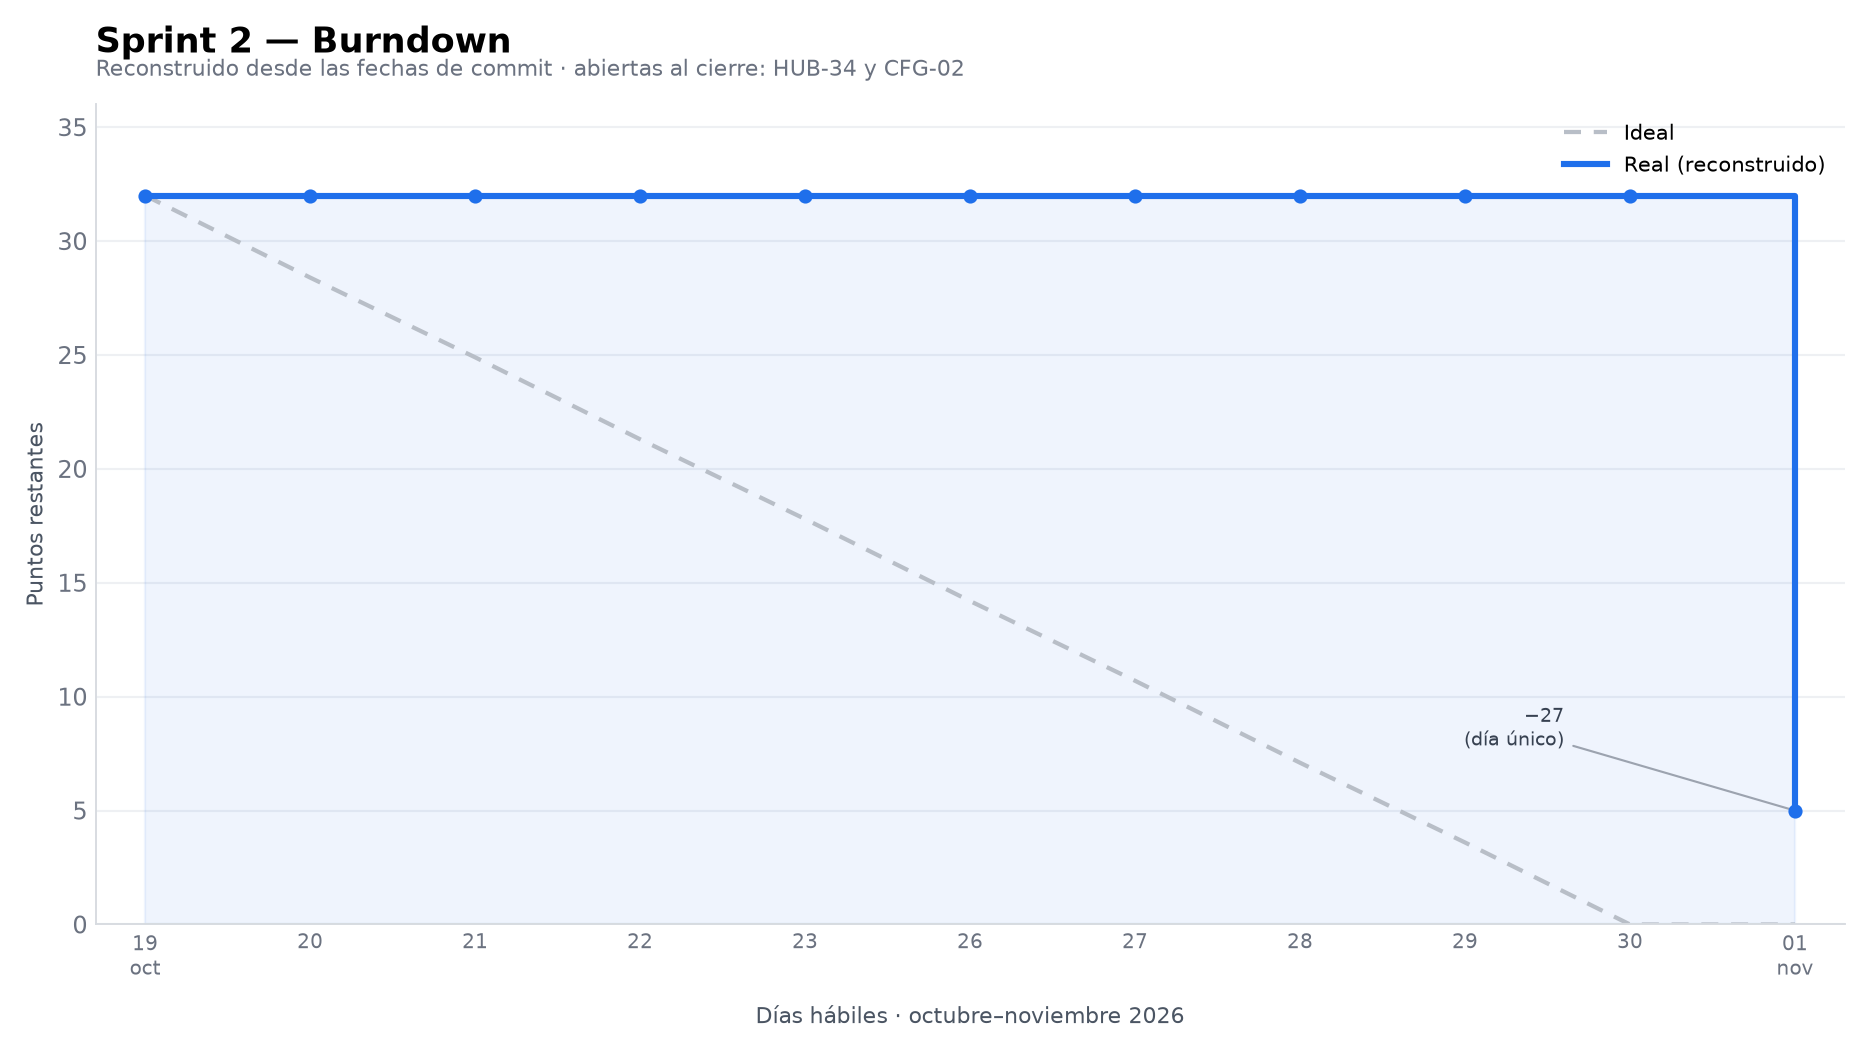 Sprint 2 — Burndown
Reconstruido desde las fechas de commit · abiertas al cierre: HUB-34 y CFG-02
Ideal
Real (reconstruido)
Puntos restantes
35
30
25
20
15
10
5
0
−27
(día único)
19
oct
20
21
22
23
26
27
28
29
30
01
nov
Días hábiles · octubre–noviembre 2026